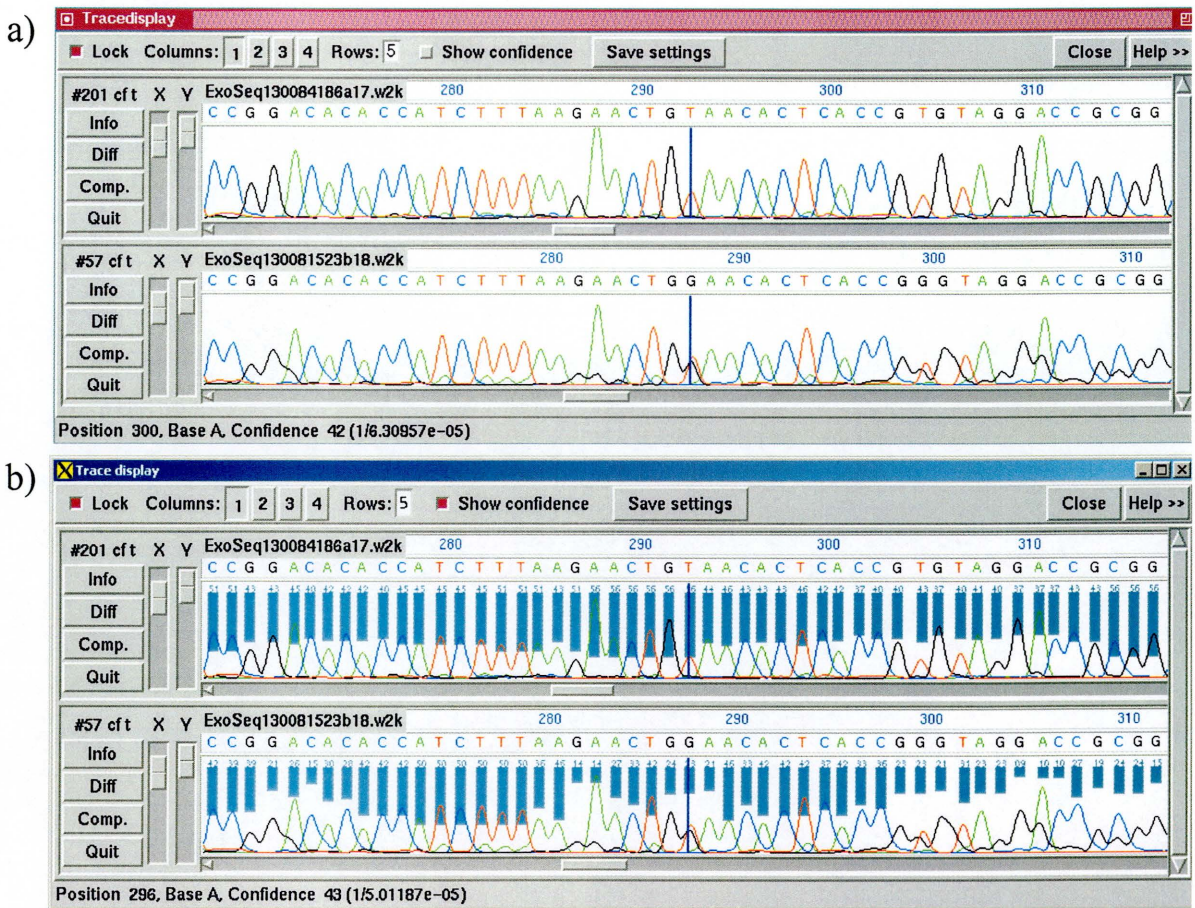 a)
Tracedisplay
Lock Columns: 1 2 3 4 Rows: 5 Show confidence Save settings Close Help >>
#201 cf t X Y ExoSeq130084186a17.w2k 280 290 300 310
C C G G A C A C A C C A T C T T T A A G A A C T G T A A C A C T C A C C G T G T A G G A C C G C G G
Info
Diff
Comp.
Quit
#57 cf t X Y ExoSeq130081523b18.w2k 280 290 300 310
C C G G A C A C A C C A T C T T T A A G A A C T G G A A C A C T C A C C G G G T A G G A C C G C G G
Info
Diff
Comp.
Quit
Position 300, Base A, Confidence 42 (1/6.30957e-05)
b)
Trace display
Lock Columns: 1 2 3 4 Rows: 5 Show confidence Save settings Close Help >>
#201 cf t X Y ExoSeq130084186a17.w2k 280 290 300 310
C C G G A C A C A C C A T C T T T A A G A A C T G T A A C A C T C A C C G T G T A G G A C C G C G G
Info
Diff
Comp.
Quit
#57 cf t X Y ExoSeq130081523b18.w2k 280 290 300 310
C C G G A C A C A C C A T C T T T A A G A A C T G G A A C A C T C A C C G G G T A G G A C C G C G G
Info
Diff
Comp.
Quit
Position 296, Base A, Confidence 43 (1/5.01187e-05)